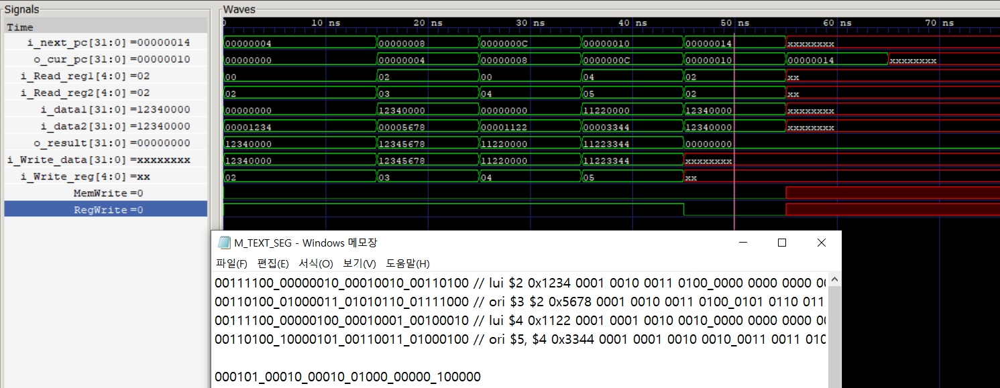 Signals
Waves
Time
0 10 ns 20 ns 30 ns 40 ns 50 ns 60 ns 70 ns
i_next_pc[31:0] =00000014 00000004 00000008 0000000C 00000010 00000014 xxxxxxxx
o_cur_pc[31:0] =00000010 00000000 00000004 00000008 0000000C 00000010 00000014 xxxxxxxx
i_Read_reg1[4:0] =02 00 02 00 04 02 xx
i_Read_reg2[4:0] =02 02 03 04 05 02 xx
i_data1[31:0] =12340000 00000000 12340000 00000000 11220000 12340000 xxxxxxxx
i_data2[31:0] =12340000 00001234 00005678 00001122 00003344 12340000 xxxxxxxx
o_result[31:0] =00000000 12340000 12345678 11220000 11223344 00000000
i_Write_data[31:0] =xxxxxxxx 12340000 12345678 11220000 11223344 xxxxxxxx
i_Write_reg[4:0] =xx 02 03 04 05 xx
MemWrite =0
RegWrite =0
M_TEXT_SEG - Windows 메모장
파일(F) 편집(E) 서식(O) 보기(V) 도움말(H)
00111100_00000010_00010010_00110100 // lui $2 0x1234 0001 0010 0011 0100_0000 0000 0000
00110100_01000011_01010110_01111000 // ori $3 $2 0x5678 0001 0010 0011 0100_0101 0110 011
00111100_00000100_00010001_00100010 // lui $4 0x1122 0001 0001 0010 0010_0000 0000 0000
00110100_10000101_00110011_01000100 // ori $5, $4 0x3344 0001 0001 0010 0010_0011 0011 010
000101_00010_00010_01000_00000_100000